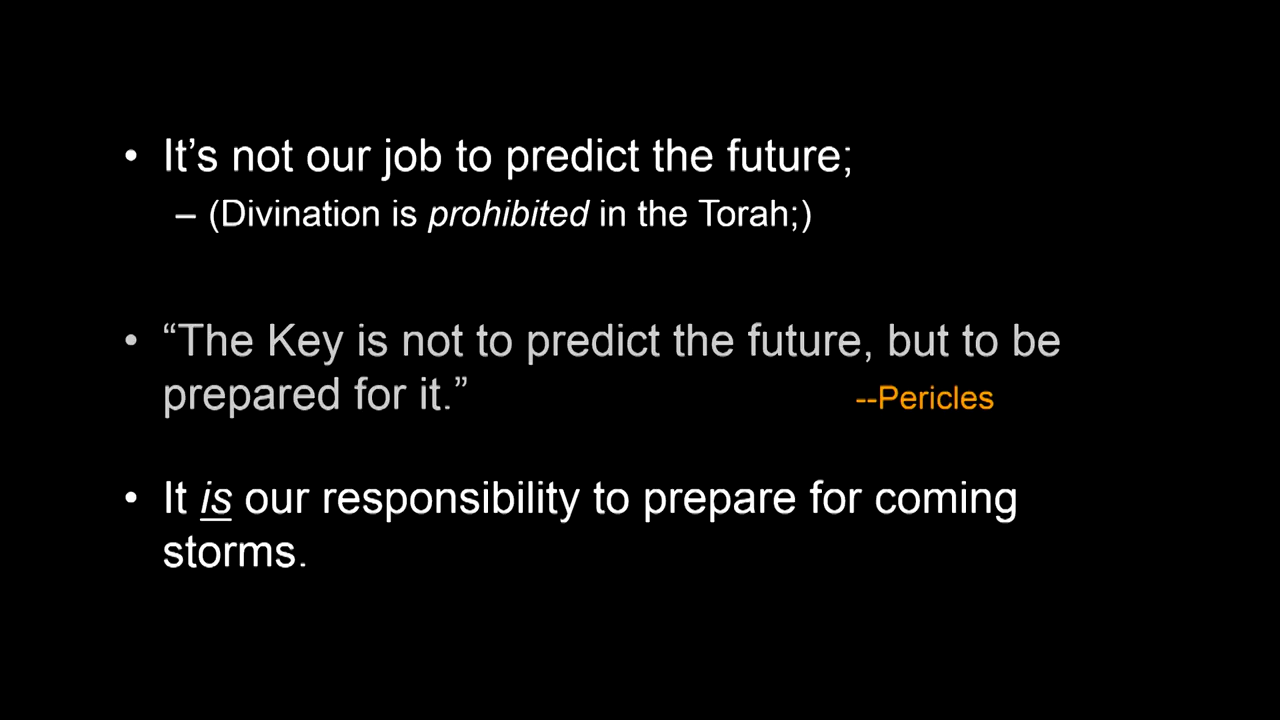 • It’s not our job to predict the future;
– (Divination is prohibited in the Torah;)
• “The Key is not to predict the future, but to be
prepared for it.” --Pericles
• It is our responsibility to prepare for coming
storms.